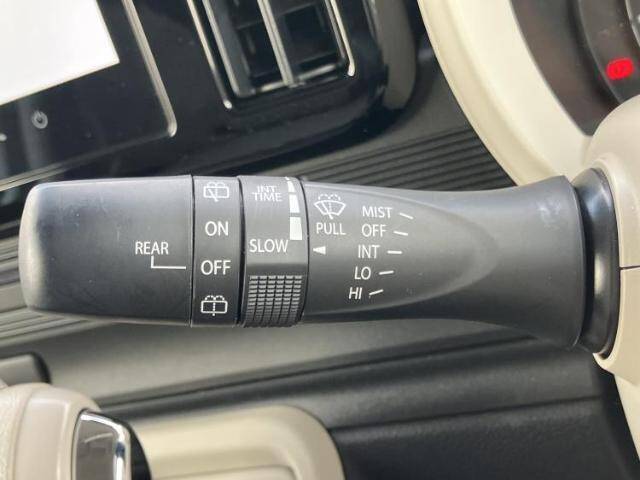 REAR
ON
OFF
INT
TIME
SLOW
PULL
MIST
OFF
INT
LO
HI